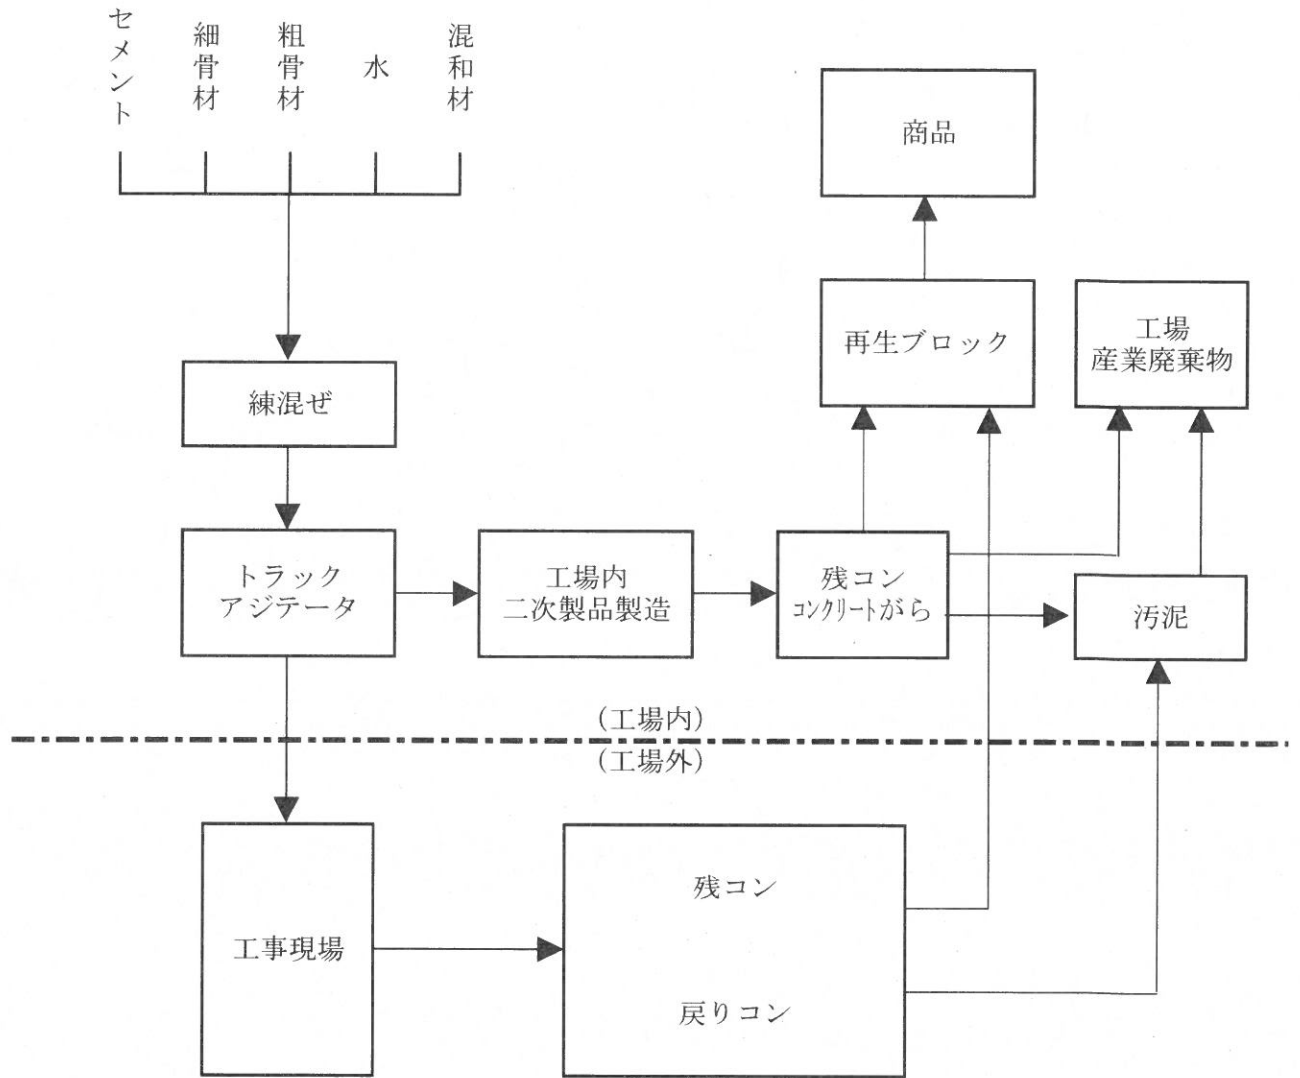 セメント
細骨材
粗骨材
水
混和材
商品
再生ブロック
工場
産業廃棄物
練混ぜ
トラック
アジテータ
工場内
二次製品製造
残コン
コンクリートがら
汚泥
（工場内）
（工場外）
工事現場
残コン
戻りコン